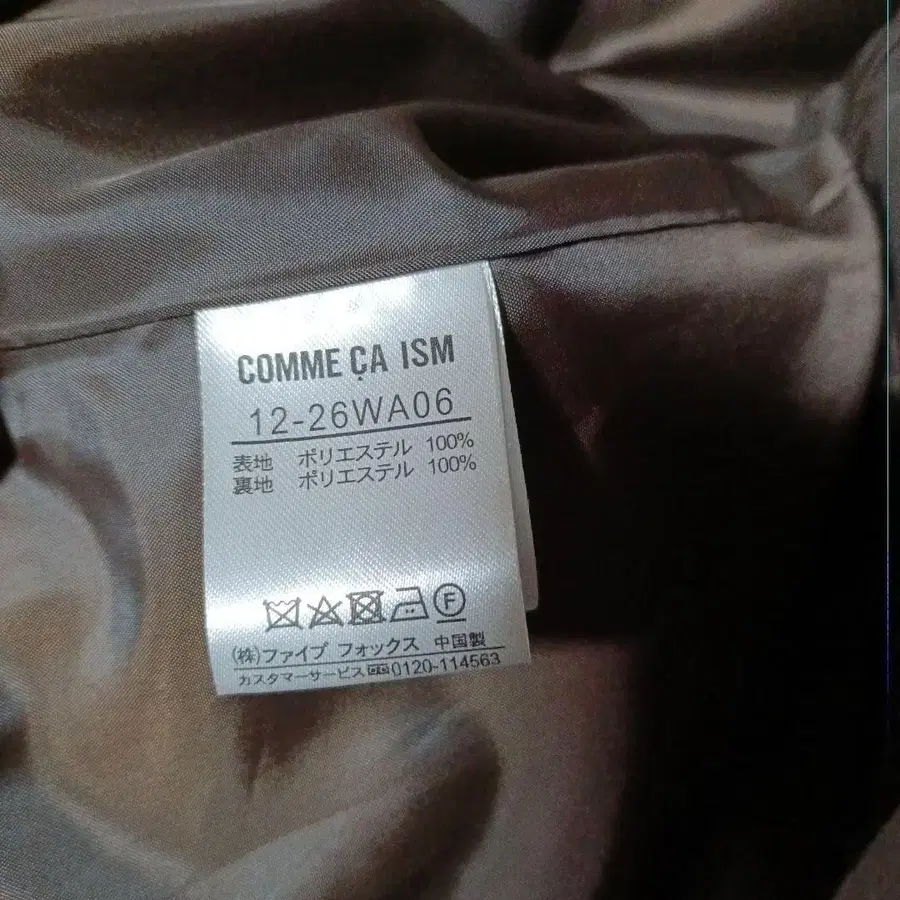 COMME ÇA ISM
12-26WA06
表地 ポリエステル 100%
裏地 ポリエステル 100%
F
(株)ファイブ フォックス 中国製
カスタマーサービス 0120-114563